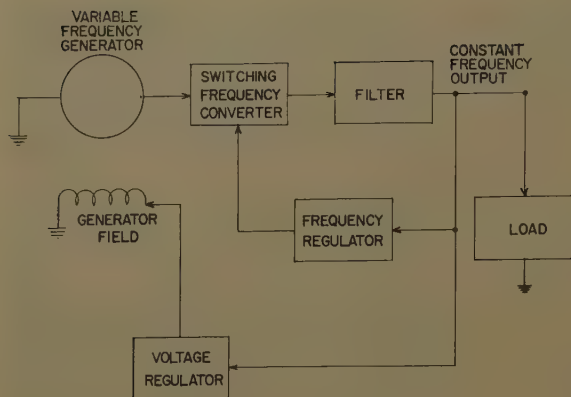 VARIABLE
FREQUENCY
GENERATOR
SWITCHING
FREQUENCY
CONVERTER
FILTER
CONSTANT
FREQUENCY
OUTPUT
GENERATOR
FIELD
FREQUENCY
REGULATOR
LOAD
VOLTAGE
REGULATOR